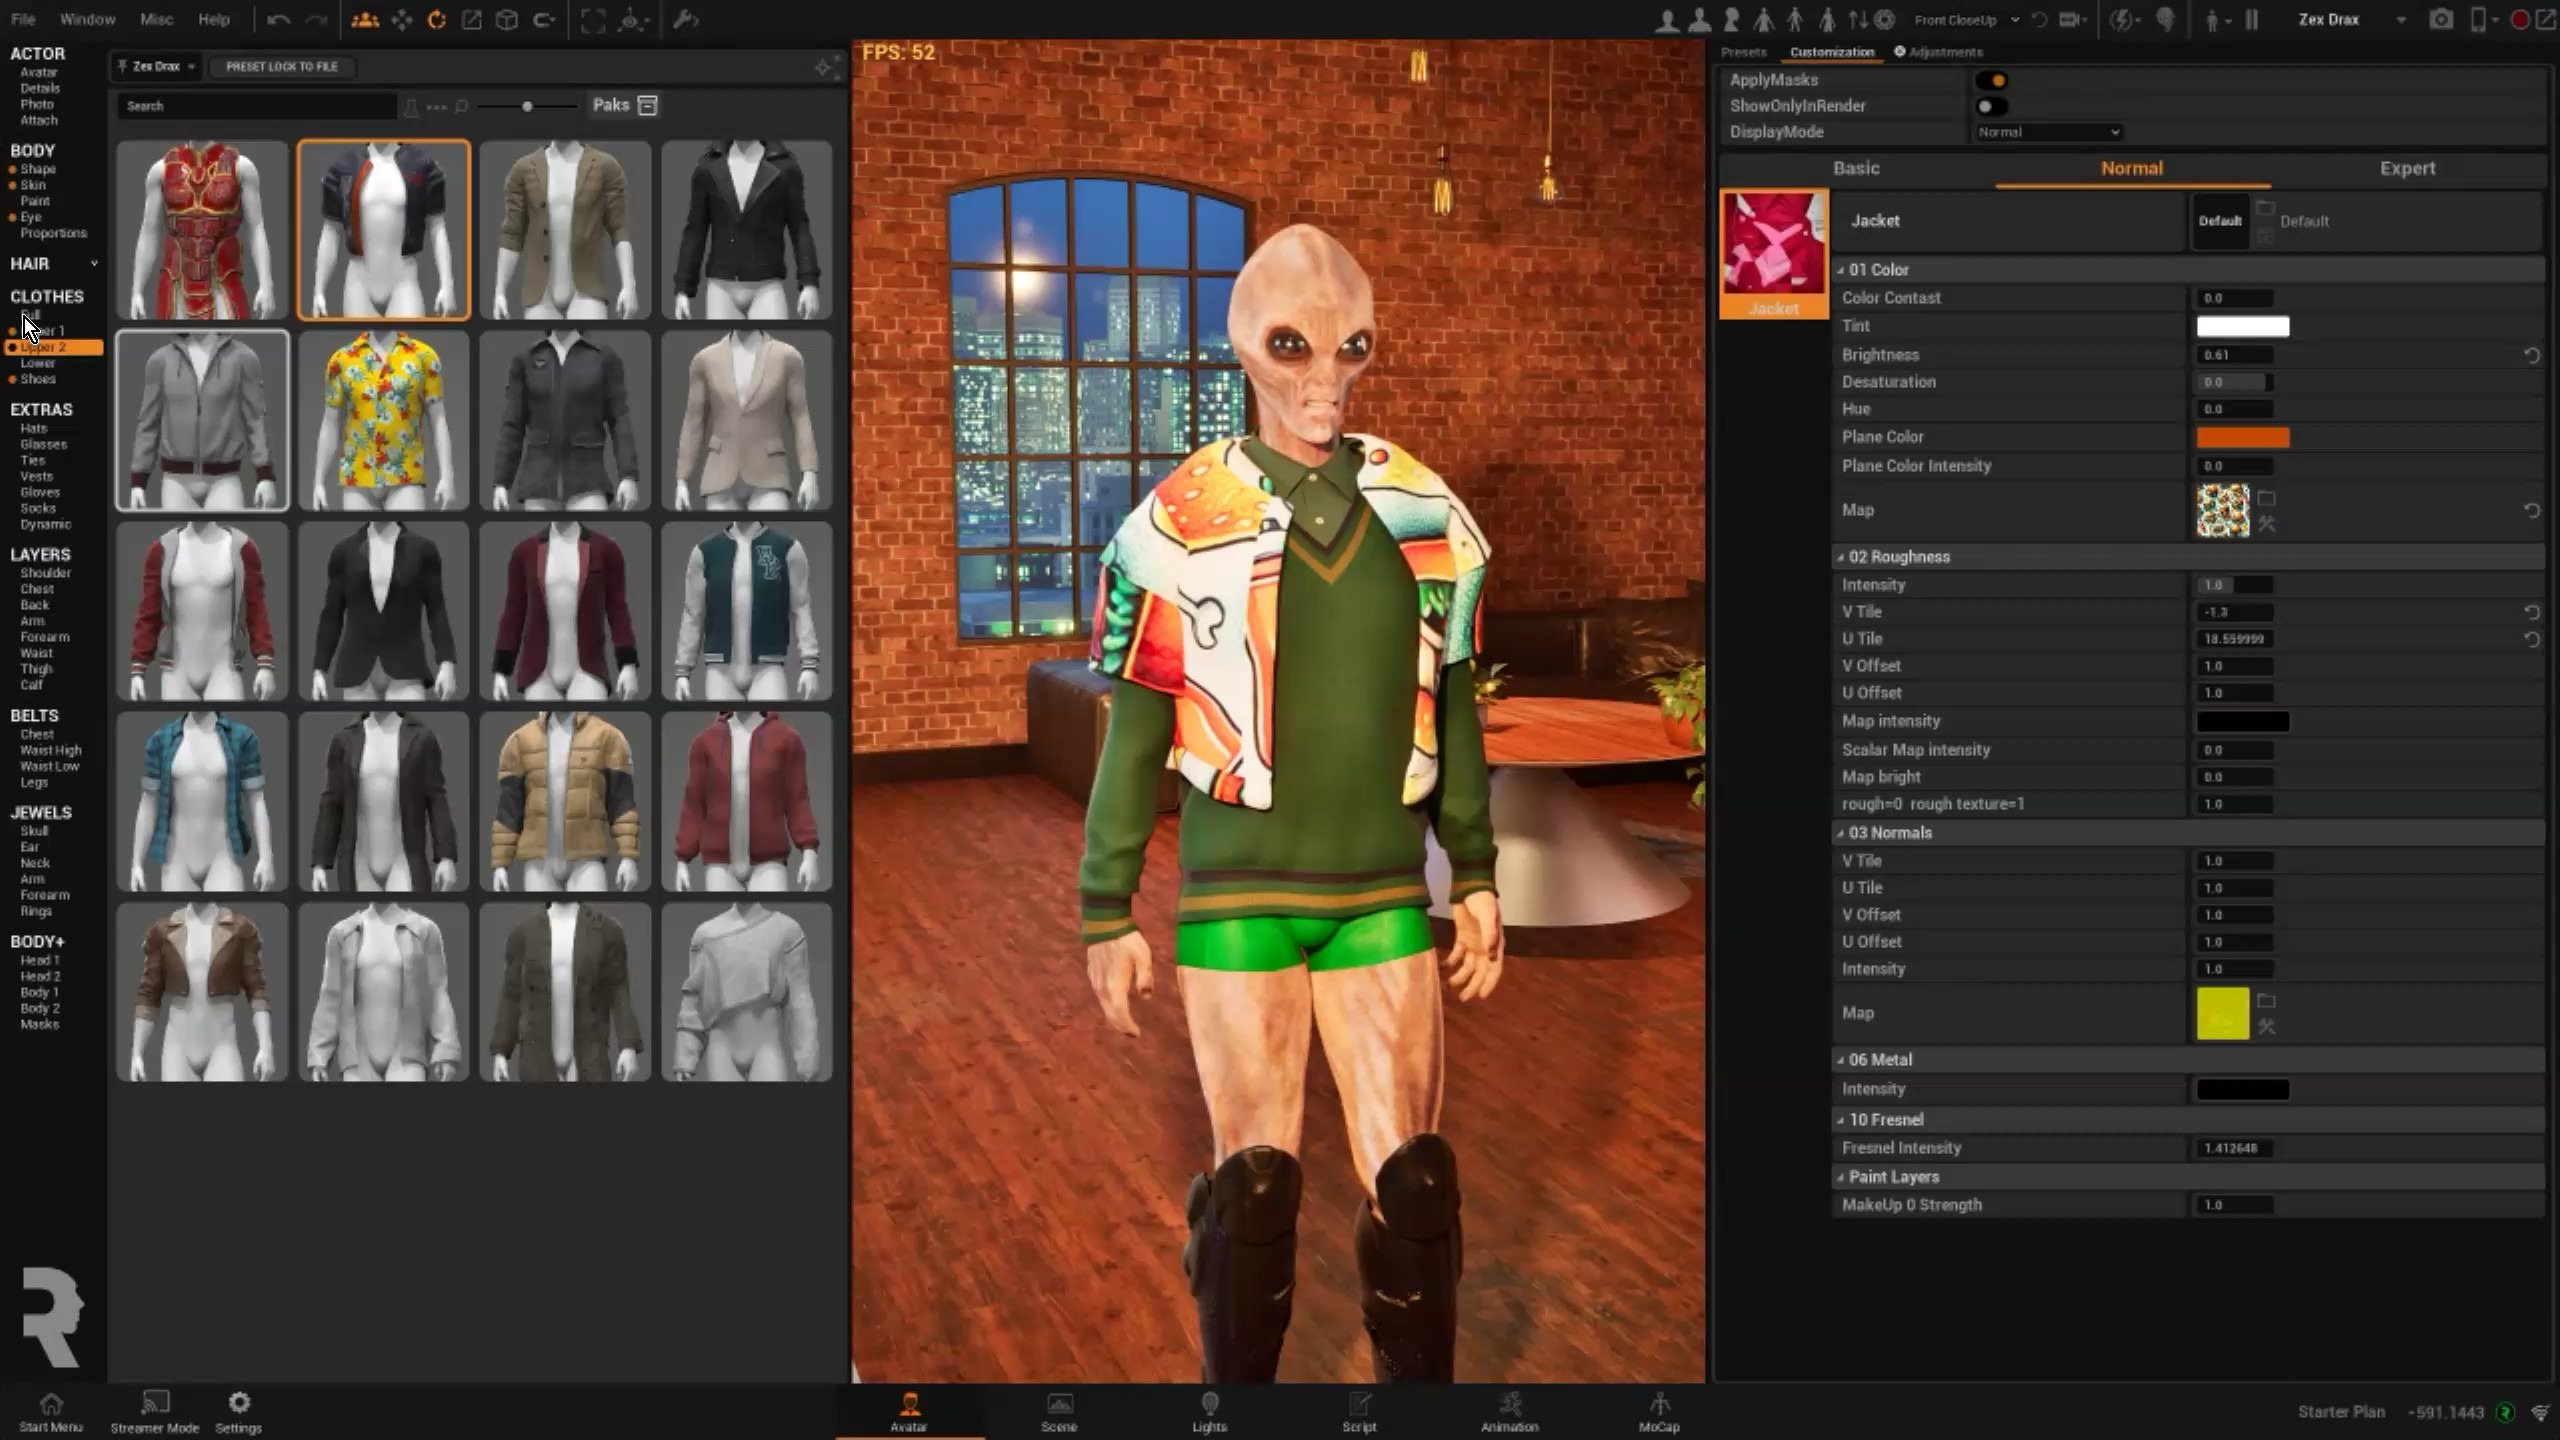 File Window Misc Help
Front CloseUp
Zex Drax
ACTOR
Avatar
Details
Photo
Attach
BODY
Shape
Skin
Paint
Eye
Proportions
HAIR
CLOTHES
Upper 2
Lower
Shoes
EXTRAS
Hats
Glasses
Ties
Vests
Gloves
Socks
Dynamic
LAYERS
Shoulder
Chest
Back
Arm
Forearm
Waist
Thigh
Calf
BELTS
Chest
Waist High
Waist Low
Legs
JEWELS
Skull
Ear
Neck
Arm
Forearm
Rings
BODY+
Head 1
Head 2
Body 1
Body 2
Masks
Zex Drax PRESET LOCK TO FILE
Search Paks
FPS: 52
Presets Customization Adjustments
ApplyMasks
ShowOnlyInRender
DisplayMode Normal
Basic Normal Expert
Jacket
Jacket Default Default
01 Color
Color Contast 0.0
Tint
Brightness 0.61
Desaturation 0.0
Hue 0.0
Plane Color
Plane Color Intensity 0.0
Map
02 Roughness
Intensity 1.0
V Tile -1.3
U Tile 18.559999
V Offset 1.0
U Offset 1.0
Map intensity
Scalar Map intensity 0.0
Map bright 0.0
rough=0 rough texture=1 1.0
03 Normals
V Tile 1.0
U Tile 1.0
V Offset 1.0
U Offset 1.0
Intensity 1.0
Map
06 Metal
Intensity
10 Fresnel
Fresnel Intensity 1.412648
Paint Layers
MakeUp 0 Strength 1.0
Start Menu Streamer Mode Settings
Avatar Scene Lights Script Animation MoCap
Starter Plan -591.1443